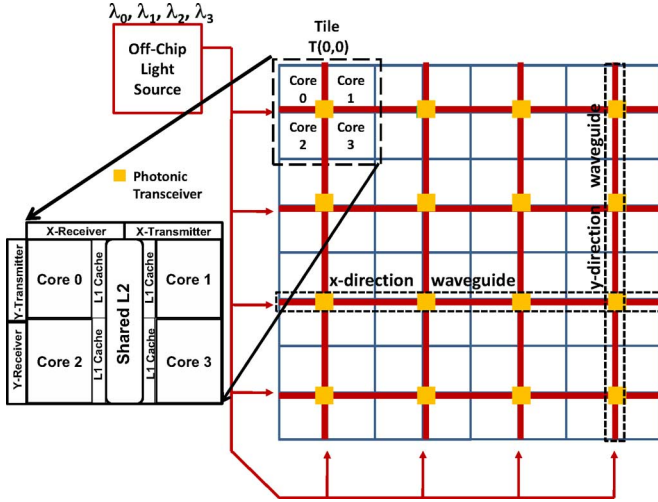 λ0, λ1, λ2, λ3
Off-Chip
Light
Source
Tile
T(0,0)
Core
0
Core
1
Core
2
Core
3
Photonic
Transceiver
X-Receiver
X-Transmitter
Y-Transmitter
Y-Receiver
Core 0
L1 Cache
Shared L2
L1 Cache
Core 1
Core 2
L1 Cache
L1 Cache
Core 3
x-direction waveguide
y-direction waveguide